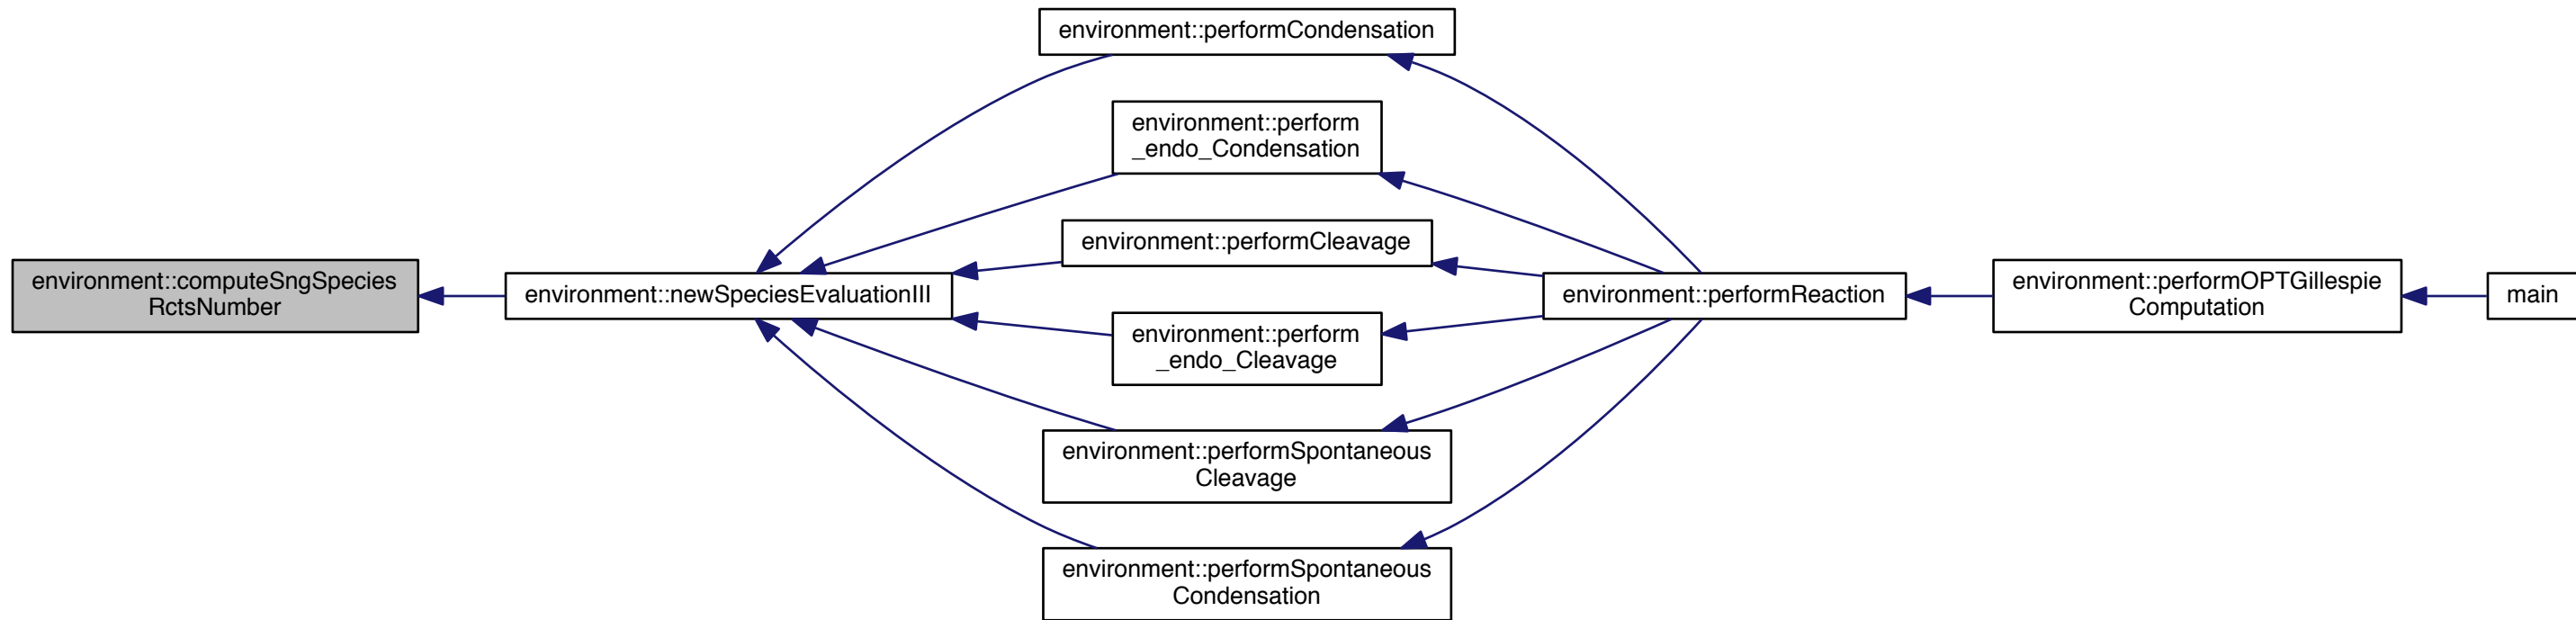 environment::performCondensation
environment::perform
_endo_Condensation
environment::performCleavage
environment::computeSngSpecies
RctsNumber
environment::newSpeciesEvaluationIII
environment::performReaction
environment::performOPTGillespie
Computation
main
environment::perform
_endo_Cleavage
environment::performSpontaneous
Cleavage
environment::performSpontaneous
Condensation